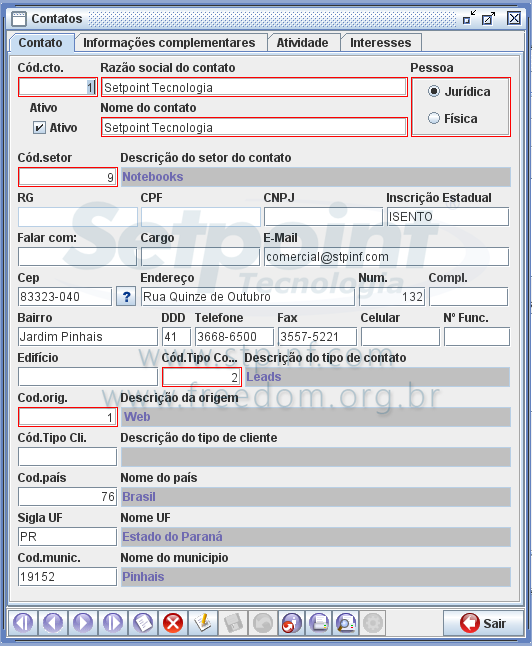 Contatos
Contato Informações complementares Atividade Interesses
Cód.cto. Razão social do contato Pessoa
1 Setpoint Tecnologia Jurídica
Ativo Nome do contato
Ativo Setpoint Tecnologia Física
Cód.setor Descrição do setor do contato
9 Notebooks
RG CPF CNPJ Inscrição Estadual
ISENTO
Falar com: Cargo E-Mail
comercial@stpinf.com
Cep Endereço Num. Compl.
83323-040 ? Rua Quinze de Outubro 132
Bairro DDD Telefone Fax Celular Nº Func.
Jardim Pinhais 41 3668-6500 3557-5221
Edifício Cód.Tipo Co... Descrição do tipo de contato
2 Leads
Cod.orig. Descrição da origem
1 Web
Cód.Tipo Cli. Descrição do tipo de cliente
Cod.país Nome do país
76 Brasil
Sigla UF Nome UF
PR Estado do Paraná
Cod.munic. Nome do municipio
19152 Pinhais
Sair
Setpoint
Tecnologia
www.stpinf.com
www.freedom.org.br